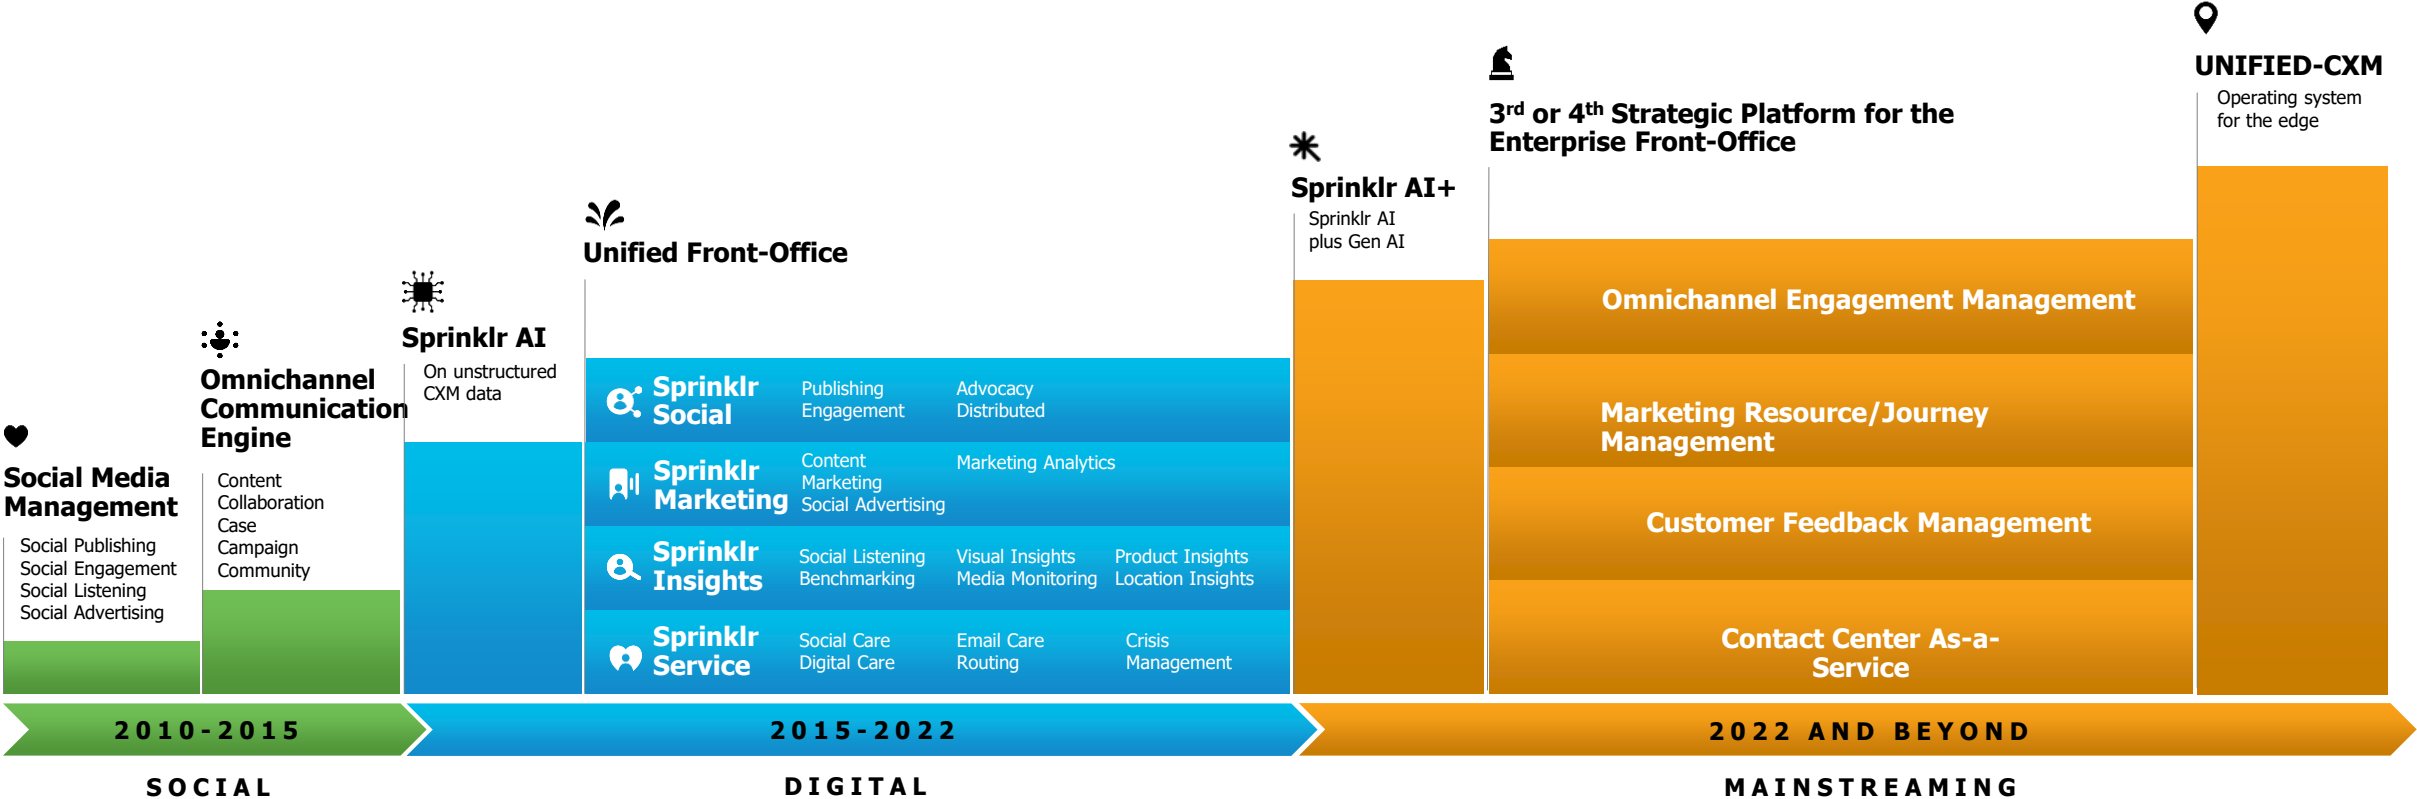 Social Media
Management
Social Publishing
Social Engagement
Social Listening
Social Advertising
Omnichannel
Communication
Engine
Content
Collaboration
Case
Campaign
Community
Sprinklr AI
On unstructured
CXM data
Unified Front-Office
Sprinklr
Social
Publishing
Engagement
Advocacy
Distributed
Sprinklr
Marketing
Content
Marketing
Social Advertising
Marketing Analytics
Sprinklr
Insights
Social Listening
Benchmarking
Visual Insights
Media Monitoring
Product Insights
Location Insights
Sprinklr
Service
Social Care
Digital Care
Email Care
Routing
Crisis
Management
Sprinklr AI+
Sprinklr AI
plus Gen AI
3rd or 4th Strategic Platform for the
Enterprise Front-Office
Omnichannel Engagement Management
Marketing Resource/Journey
Management
Customer Feedback Management
Contact Center As-a-
Service
UNIFIED-CXM
Operating system
for the edge
2010-2015
2015-2022
2022 AND BEYOND
SOCIAL
DIGITAL
MAINSTREAMING